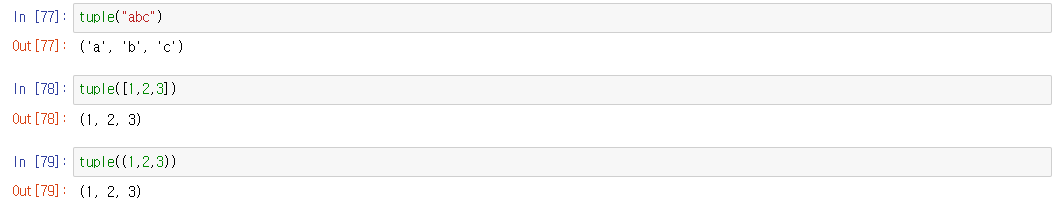 In [77]: tuple("abc")
Out[77]: ('a', 'b', 'c')
In [78]: tuple([1,2,3])
Out[78]: (1, 2, 3)
In [79]: tuple((1,2,3))
Out[79]: (1, 2, 3)